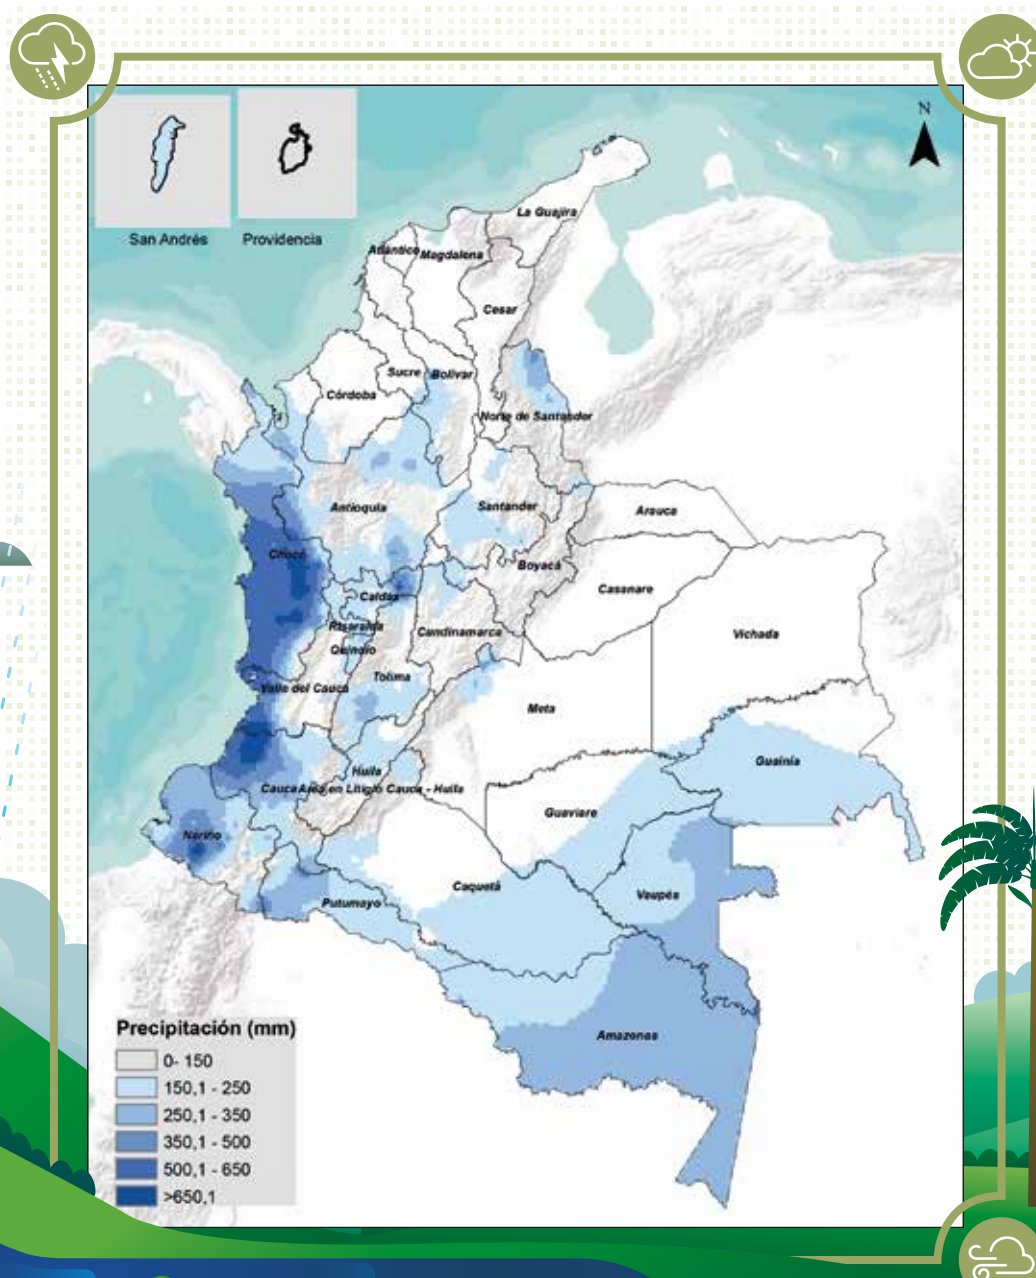 N
San Andrés
Providencia
La Guajira
Atlántico
Magdalena
Cesar
Sucre
Bolívar
Córdoba
Norte de Santander
Antioquia
Santander
Arauca
Chocó
Boyacá
Casanare
Caldas
Risaralda
Cundinamarca
Vichada
Quindío
Tolima
Valle del Cauca
Meta
Guainía
Huila
Cauca
Area en Litigio Cauca - Huila
Guaviare
Nariño
Caquetá
Vaupés
Putumayo
Amazonas
Precipitación (mm)
0- 150
150,1 - 250
250,1 - 350
350,1 - 500
500,1 - 650
>650,1